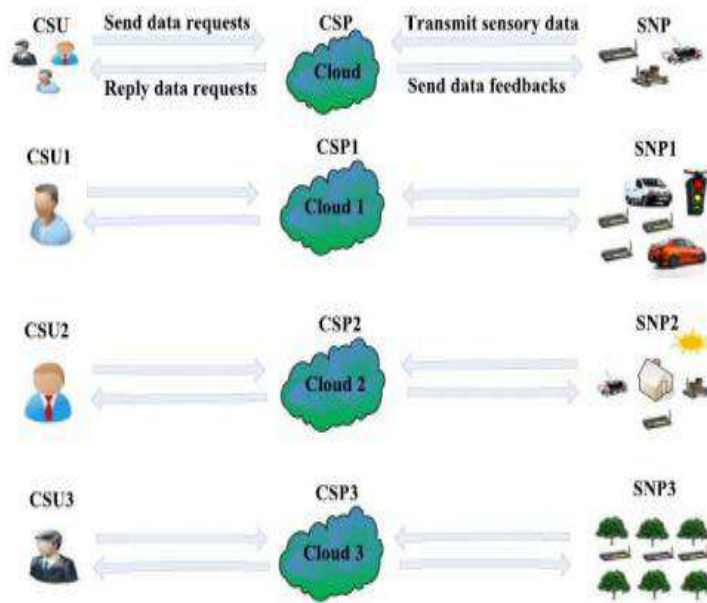 CSU
Send data requests
CSP
Transmit sensory data
SNP
Cloud
Reply data requests
Send data feedbacks
CSU1
CSP1
SNP1
Cloud 1
CSU2
CSP2
SNP2
Cloud 2
CSU3
CSP3
SNP3
Cloud 3